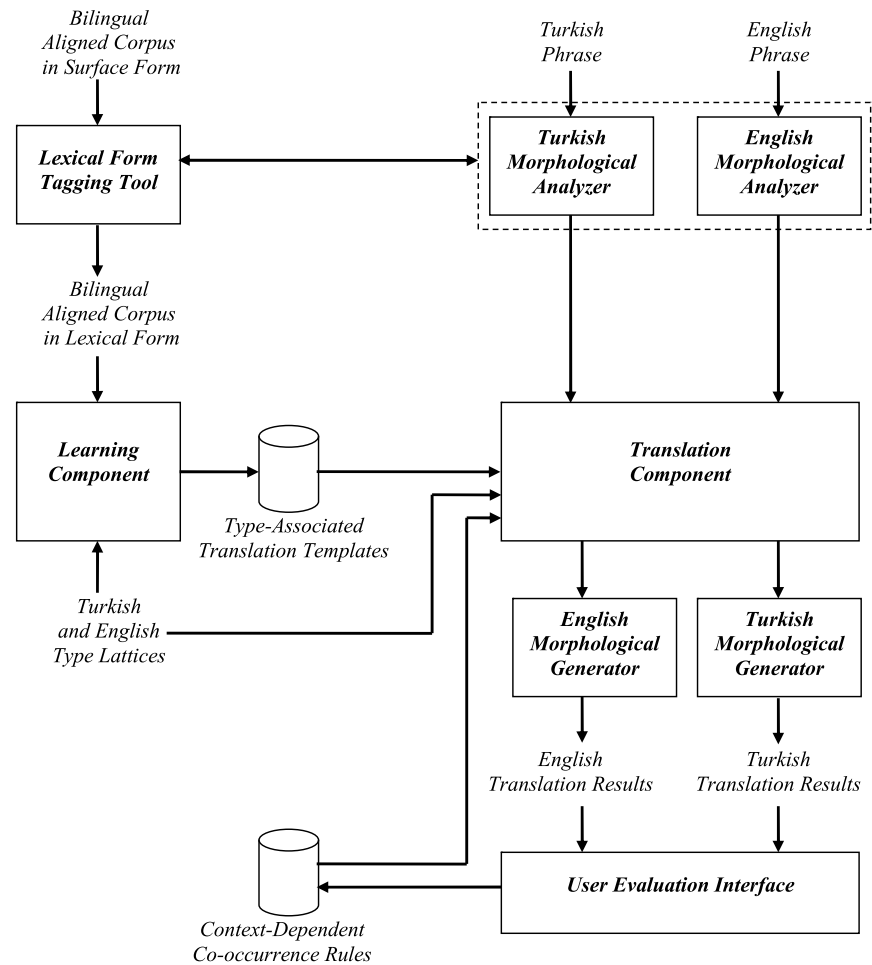 Bilingual
Aligned Corpus
in Surface Form
Turkish
Phrase
English
Phrase
Lexical Form
Tagging Tool
Turkish
Morphological
Analyzer
English
Morphological
Analyzer
Bilingual
Aligned Corpus
in Lexical Form
Learning
Component
Type-Associated
Translation Templates
Translation
Component
Turkish
and English
Type Lattices
English
Morphological
Generator
Turkish
Morphological
Generator
English
Translation Results
Turkish
Translation Results
User Evaluation Interface
Context-Dependent
Co-occurrence Rules